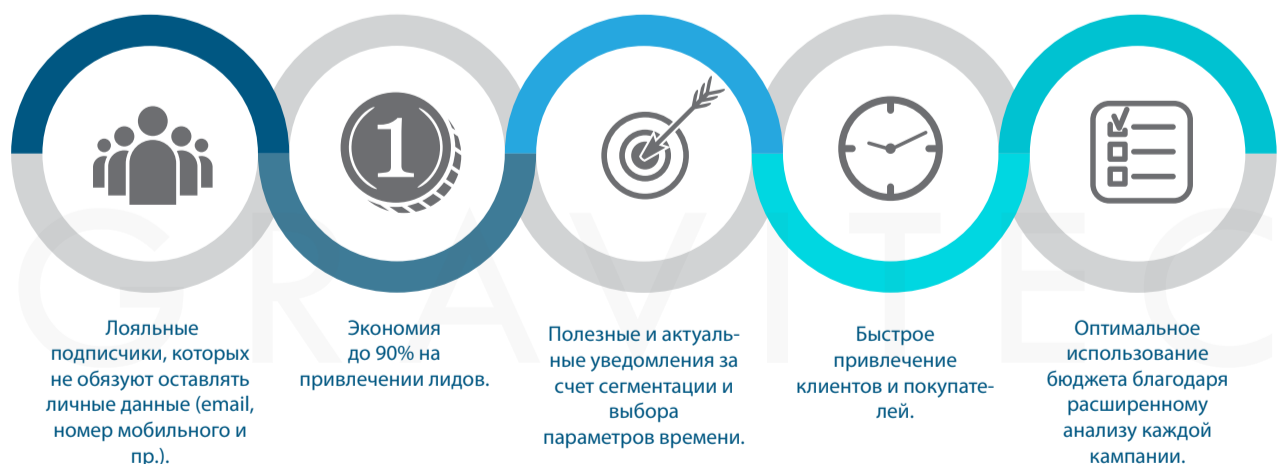 1
GRAVITEC
Лояльные
подписчики, которых
не обязуют оставлять
личные данные (email,
номер мобильного и
пр.).
Экономия
до 90% на
привлечении лидов.
Полезные и актуаль-
ные уведомления за
счет сегментации и
выбора
параметров времени.
Быстрое
привлечение
клиентов и покупате-
лей.
Оптимальное
использование
бюджета благодаря
расширенному
анализу каждой
кампании.